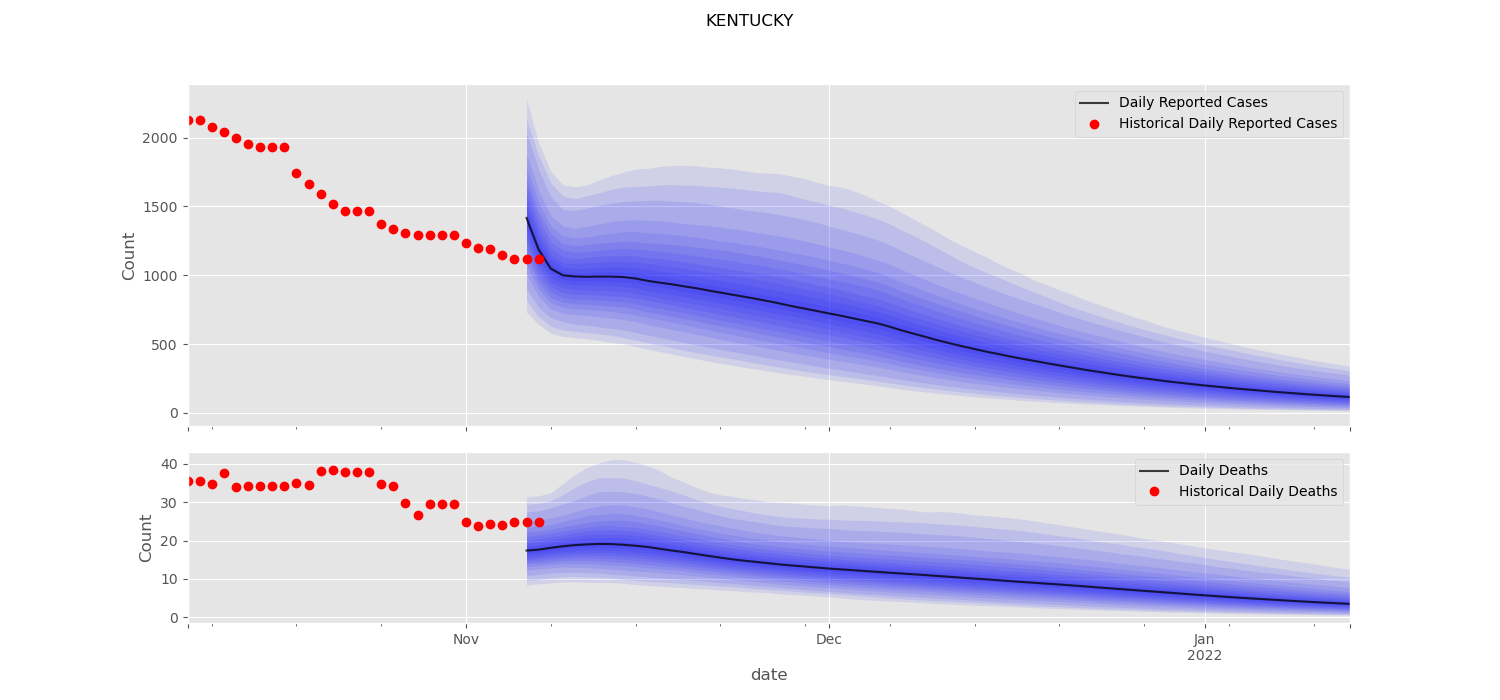 KENTUCKY
Daily Reported Cases
Historical Daily Reported Cases
2000
1500
1000
500
0
Count
Daily Deaths
Historical Daily Deaths
40
30
20
10
0
Count
Nov
Dec
Jan
2022
date